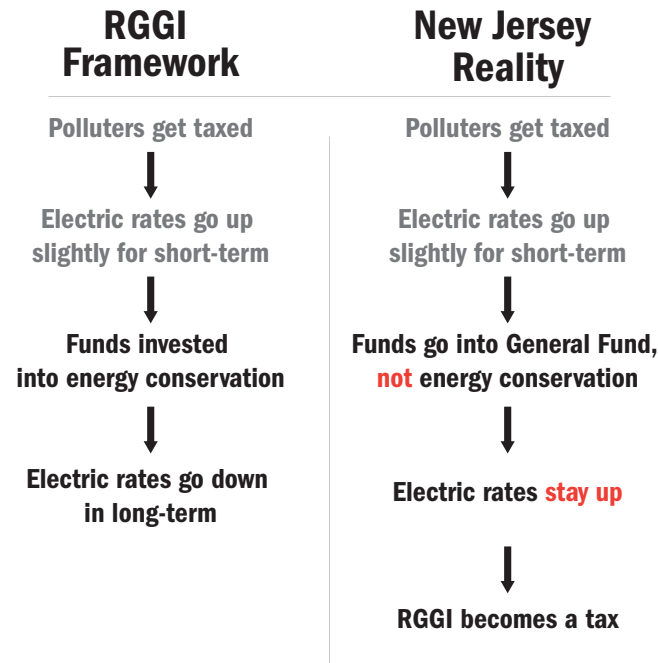 RGGI
Framework
Polluters get taxed
Electric rates go up
slightly for short-term
Funds invested
into energy conservation
Electric rates go down
in long-term
New Jersey
Reality
Polluters get taxed
Electric rates go up
slightly for short-term
Funds go into General Fund,
not energy conservation
Electric rates stay up
RGGI becomes a tax